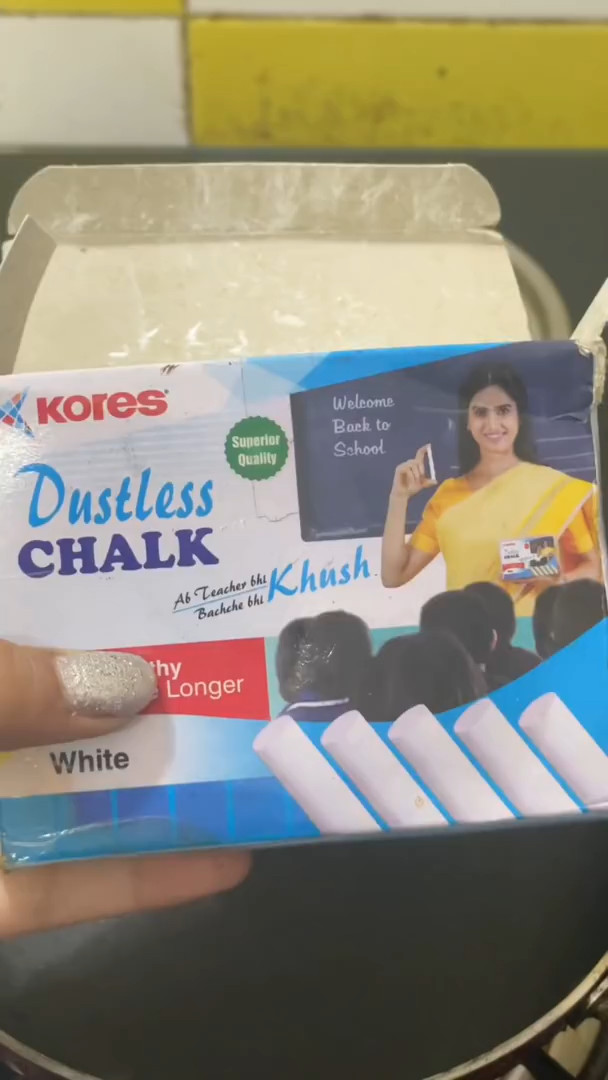 Kores
Superior
Quality
Welcome
Back to
School
Dustless
CHALK
Ab Teacher bhi
Bachche bhi
Khush
Longer
White